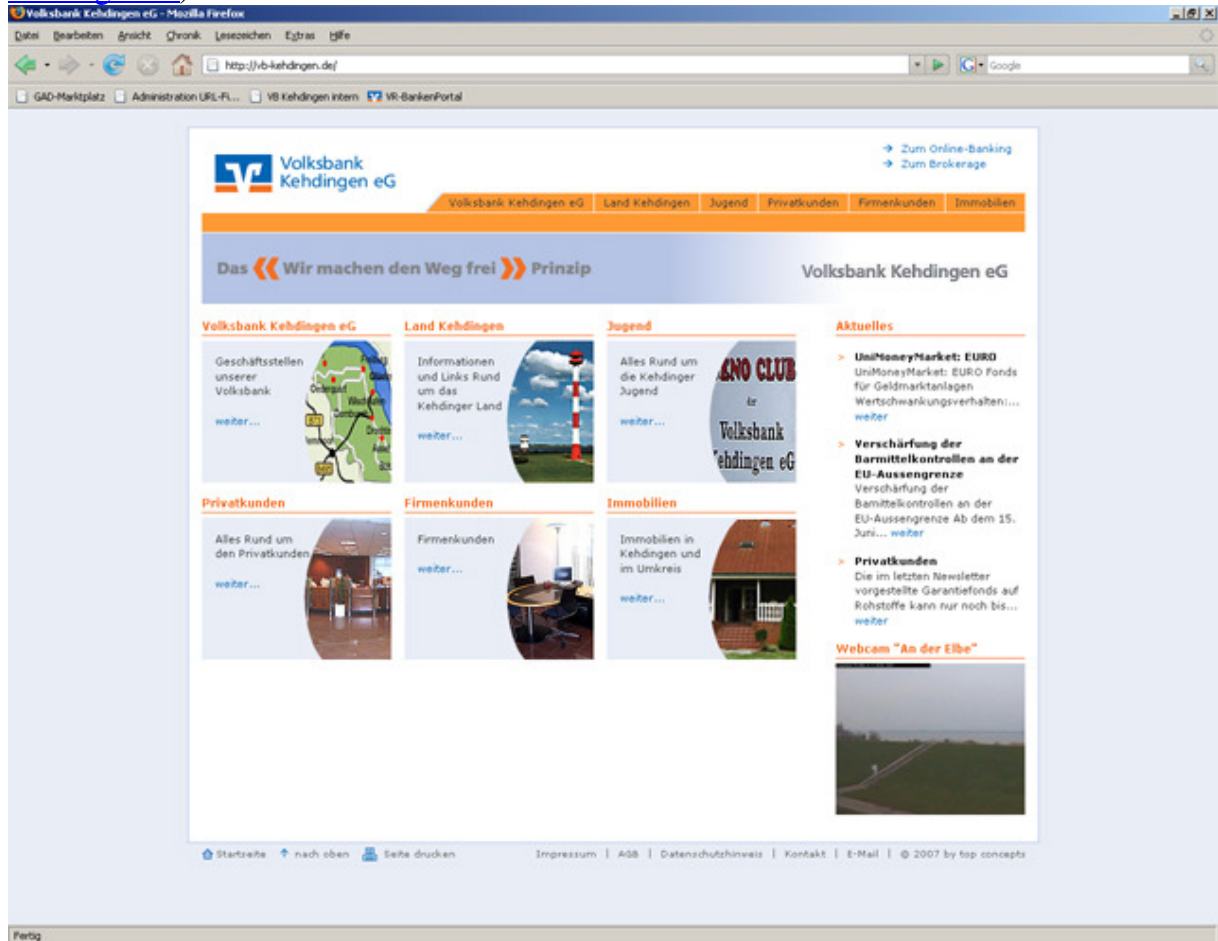 Volksbank Kehdingen eG - Mozilla Firefox
Datei Bearbeiten Ansicht Chronik Lesezeichen Extras Hilfe
http://vb-kehdingen.de/
Google
GAD-Marktplatz Administration URL-Fi... VB Kehdingen intern VR-BankenPortal
Volksbank
Kehdingen eG
Zum Online-Banking
Zum Brokerage
Volksbank Kehdingen eG Land Kehdingen Jugend Privatkunden Firmenkunden Immobilien
Das Wir machen den Weg frei Prinzip
Volksbank Kehdingen eG
Volksbank Kehdingen eG
Geschäftsstellen
unserer
Volksbank
weiter...
Land Kehdingen
Informationen
und Links Rund
um das
Kehdinger Land
weiter...
Jugend
Alles Rund um
die Kehdinger
Jugend
weiter...
CLUB
der
Volksbank
eG
Privatkunden
Alles Rund um
den Privatkunden
weiter...
Firmenkunden
Firmenkunden
weiter...
Immobilien
Immobilien in
Kehdingen und
im Umkreis
weiter...
Aktuelles
> UniMoneyMarket: EURO
UniMoneyMarket: EURO Fonds
für Geldmarktanlagen
Wertschwankungsverhalten:...
weiter
> Verschärfung der
Barmittelkontrollen an der
EU-Aussengrenze
Verschärfung der
Barmittelkontrollen an der
EU-Aussengrenze Ab dem 15.
Juni... weiter
> Privatkunden
Die im letzten Newsletter
vorgestellte Garantiefonds auf
Rohstoffe kann nur noch bis...
weiter
Webcam "An der Elbe"
Startseite nach oben Seite drucken
Impressum | AGB | Datenschutzhinweis | Kontakt | E-Mail | © 2007 by top concepts
Fertig